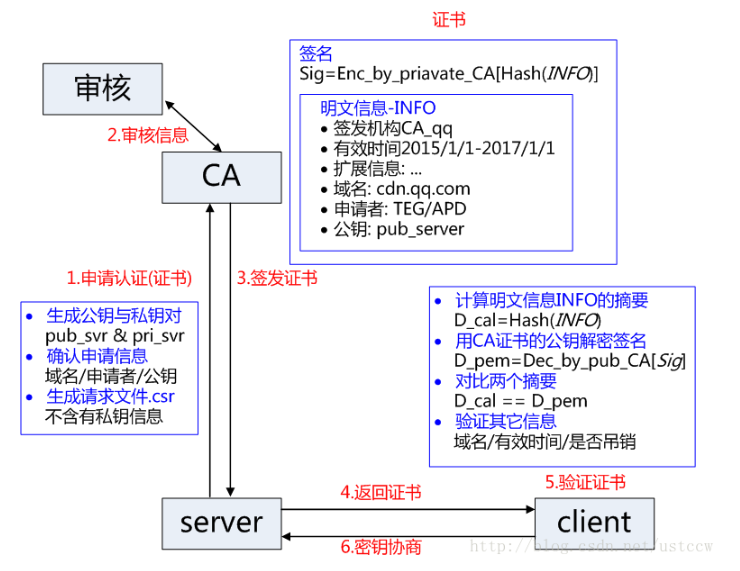 证书
签名
Sig=Enc_by_priavate_CA[Hash(INFO)]
明文信息-INFO
• 签发机构CA_qq
• 有效时间2015/1/1-2017/1/1
• 扩展信息: ...
• 域名: cdn.qq.com
• 申请者: TEG/APD
• 公钥: pub_server
审核
2.审核信息
CA
1.申请认证(证书)
3.签发证书
• 生成公钥与私钥对
pub_svr & pri_svr
• 确认申请信息
域名/申请者/公钥
• 生成请求文件.csr
不含有私钥信息
• 计算明文信息INFO的摘要
D_cal=Hash(INFO)
• 用CA证书的公钥解密签名
D_pem=Dec_by_pub_CA[Sig]
• 对比两个摘要
D_cal == D_pem
• 验证其它信息
域名/有效时间/是否吊销
4.返回证书
5.验证证书
server
client
6.密钥协商
http://blog.csdn.net/ustccw